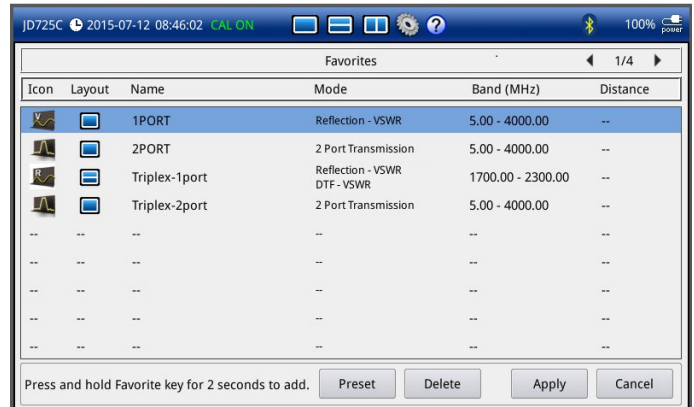 JD725C 2015-07-12 08:46:02 CAL ON ? 100% power
Favorites 1/4
Icon Layout Name Mode Band (MHz) Distance
V 1PORT Reflection - VSWR 5.00 - 4000.00 --
2PORT 2 Port Transmission 5.00 - 4000.00 --
R Triplex-1port Reflection - VSWR 1700.00 - 2300.00 --
DTF - VSWR
Triplex-2port 2 Port Transmission 5.00 - 4000.00 --
-- -- -- -- -- --
-- -- -- -- -- --
-- -- -- -- -- --
-- -- -- -- -- --
-- -- -- -- -- --
Press and hold Favorite key for 2 seconds to add. Preset Delete Apply Cancel